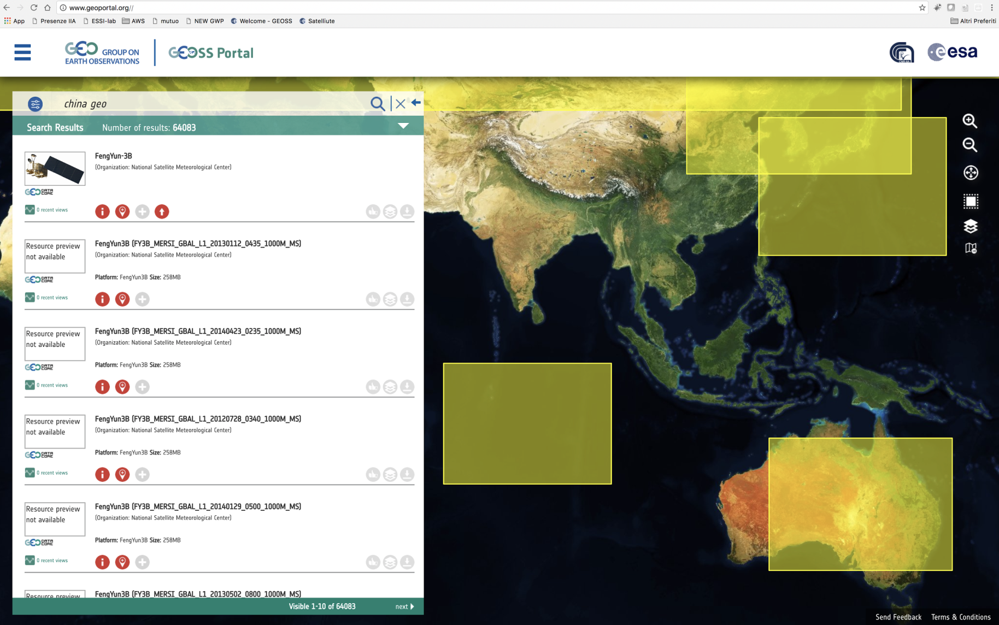 www.geoportal.org//
App Presenze IIA ESSI-lab AWS mutuo NEW GWP Welcome - GEOSS Satelliute Altri Preferiti
GEO GROUP ON
EARTH OBSERVATIONS
GEOSS Portal
esa
china geo
Search Results Number of results: 64083
FengYun-3B
(Organization: National Satellite Meteorological Center)
GEO DATA CORE
0 recent views
Resource preview
not available
FengYun3B (FY3B_MERSI_GBAL_L1_20130112_0435_1000M_MS)
(Organization: National Satellite Meteorological Center)
Platform: FengYun3B Size: 258MB
GEO DATA CORE
0 recent views
Resource preview
not available
FengYun3B (FY3B_MERSI_GBAL_L1_20140423_0235_1000M_MS)
(Organization: National Satellite Meteorological Center)
Platform: FengYun3B Size: 258MB
GEO DATA CORE
0 recent views
Resource preview
not available
FengYun3B (FY3B_MERSI_GBAL_L1_20120728_0340_1000M_MS)
(Organization: National Satellite Meteorological Center)
Platform: FengYun3B Size: 258MB
GEO DATA CORE
0 recent views
Resource preview
not available
FengYun3B (FY3B_MERSI_GBAL_L1_20140129_0500_1000M_MS)
(Organization: National Satellite Meteorological Center)
Platform: FengYun3B Size: 258MB
GEO DATA CORE
0 recent views
Resource preview
FengYun3B (FY3B_MERSI_GBAL_L1_20130502_0800_1000M_MS)
Visible 1-10 of 64083 next
Send Feedback Terms & Conditions